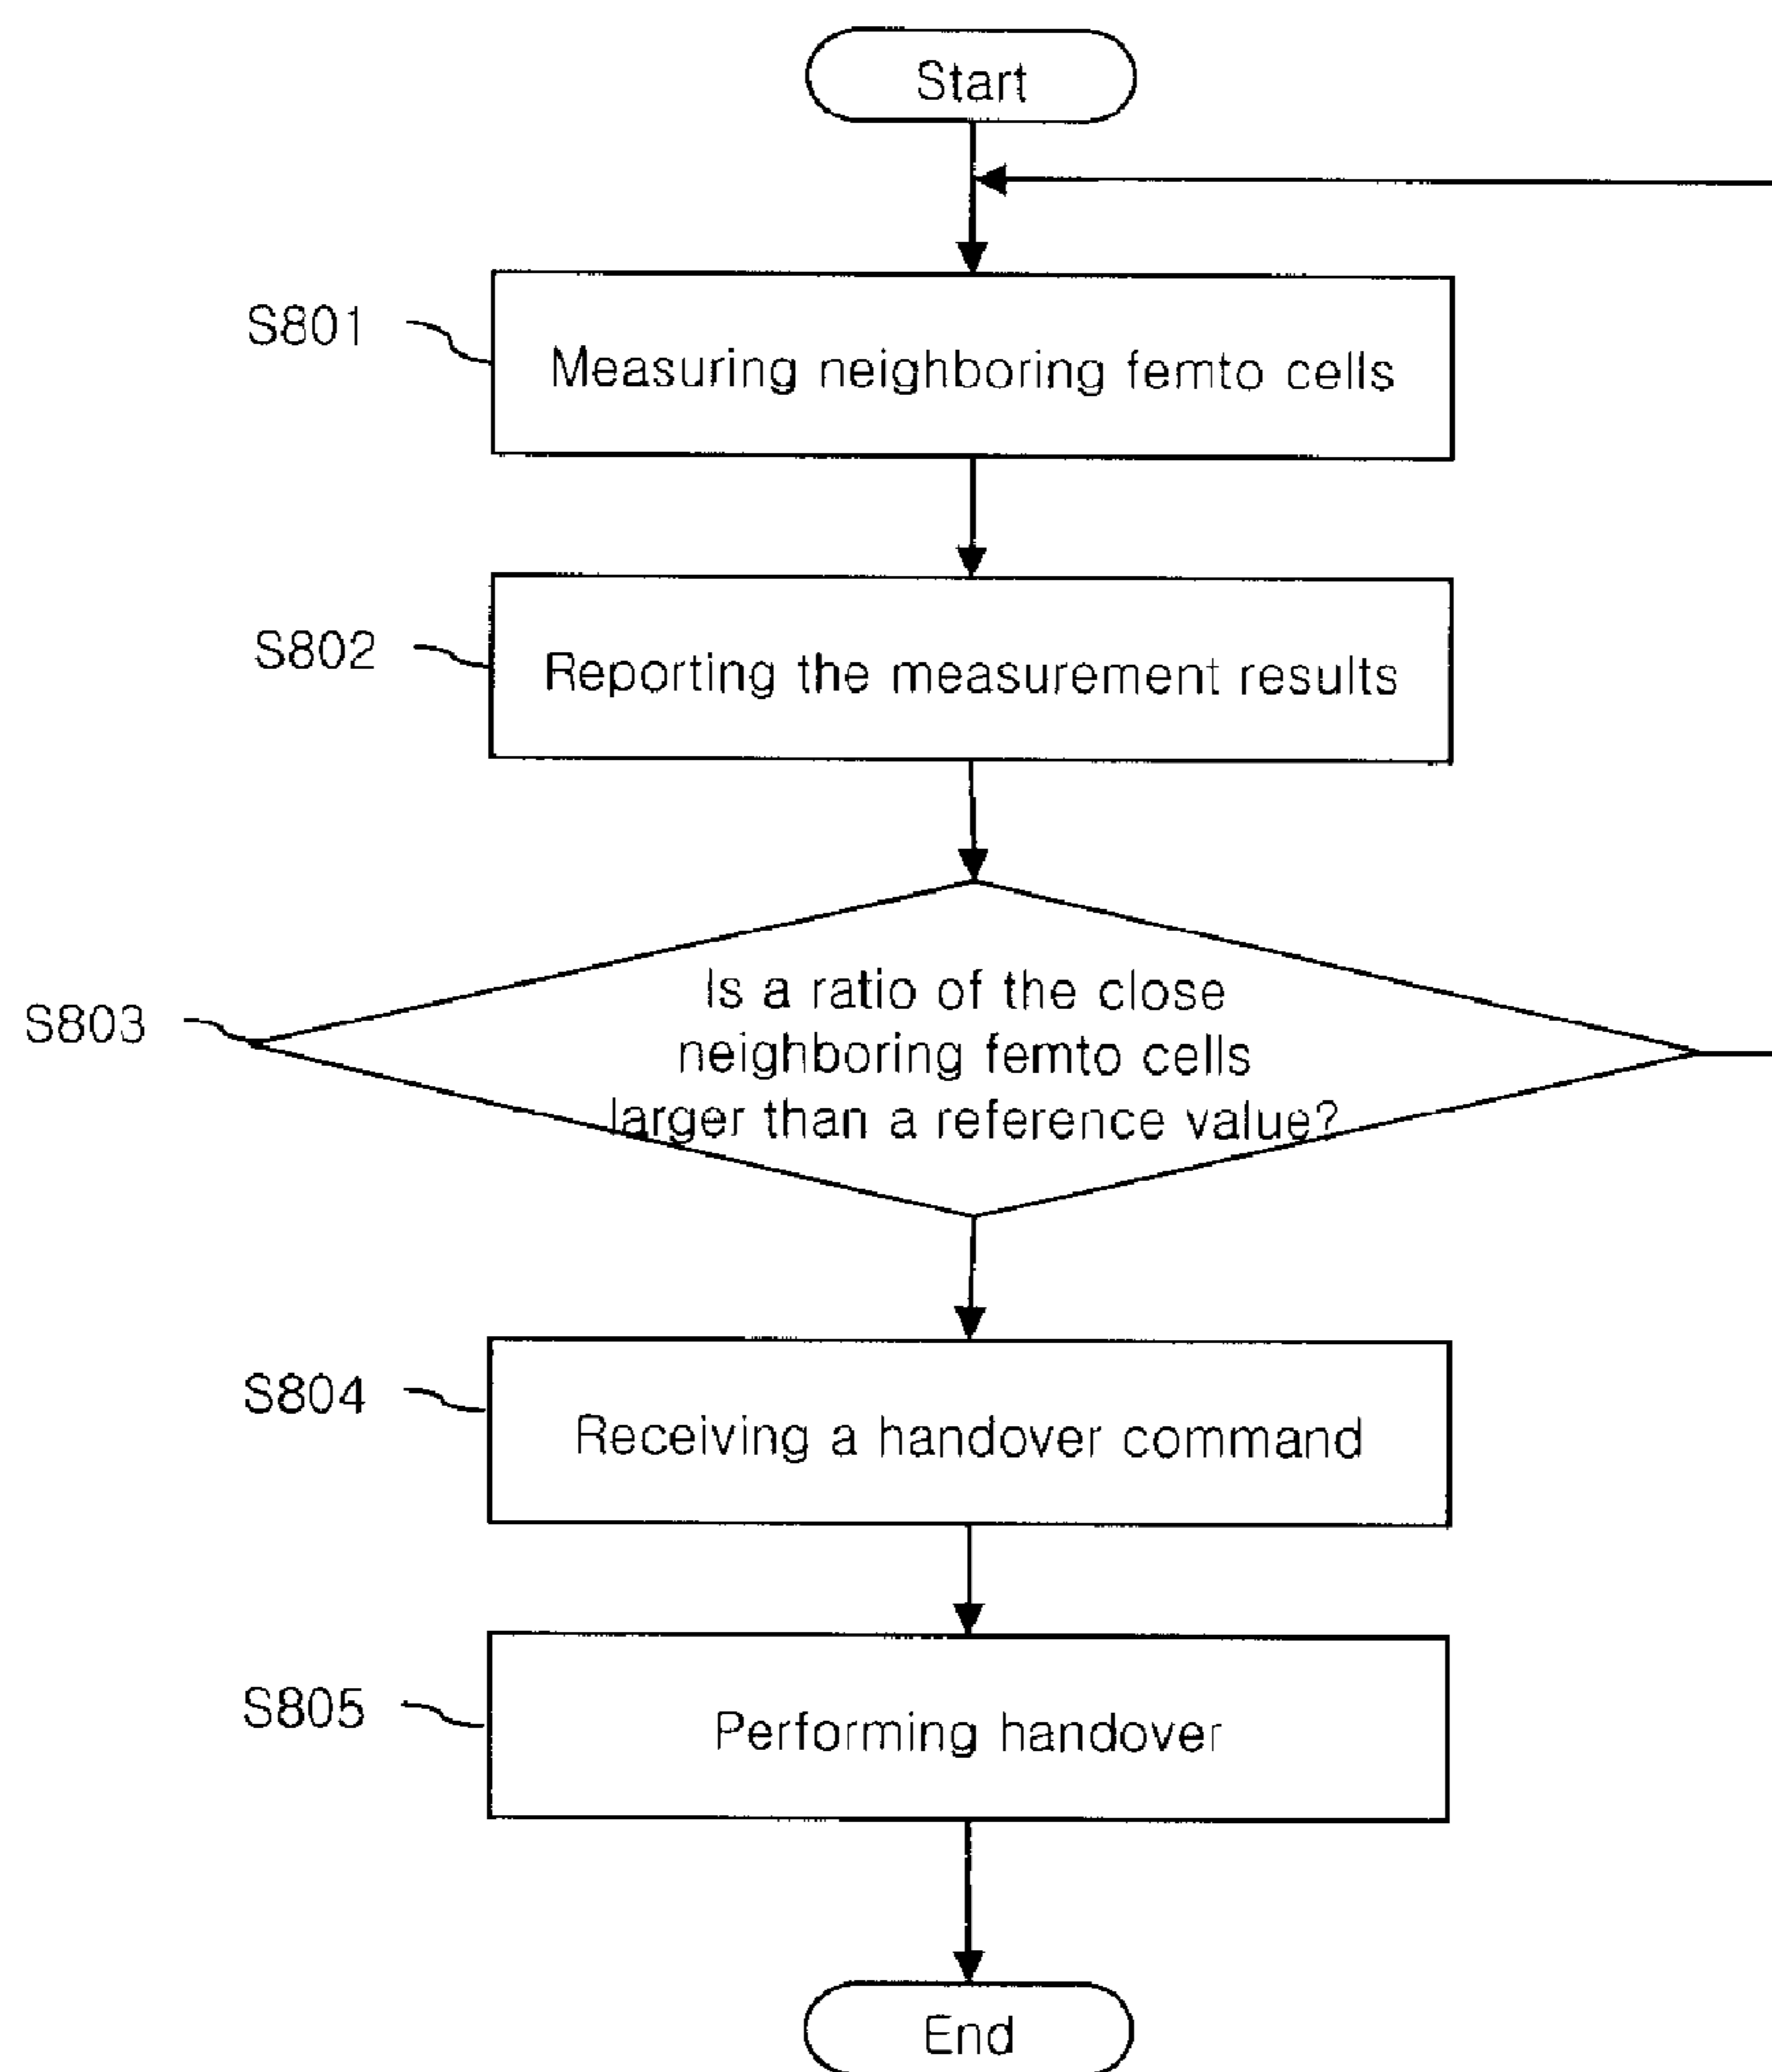 Start
S801
Measuring neighboring femto cells
S802
Reporting the measurement results
S803
Is a ratio of the close
neighboring femto cells
larger than a reference value?
S804
Receiving a handover command
S805
Performing handover
End